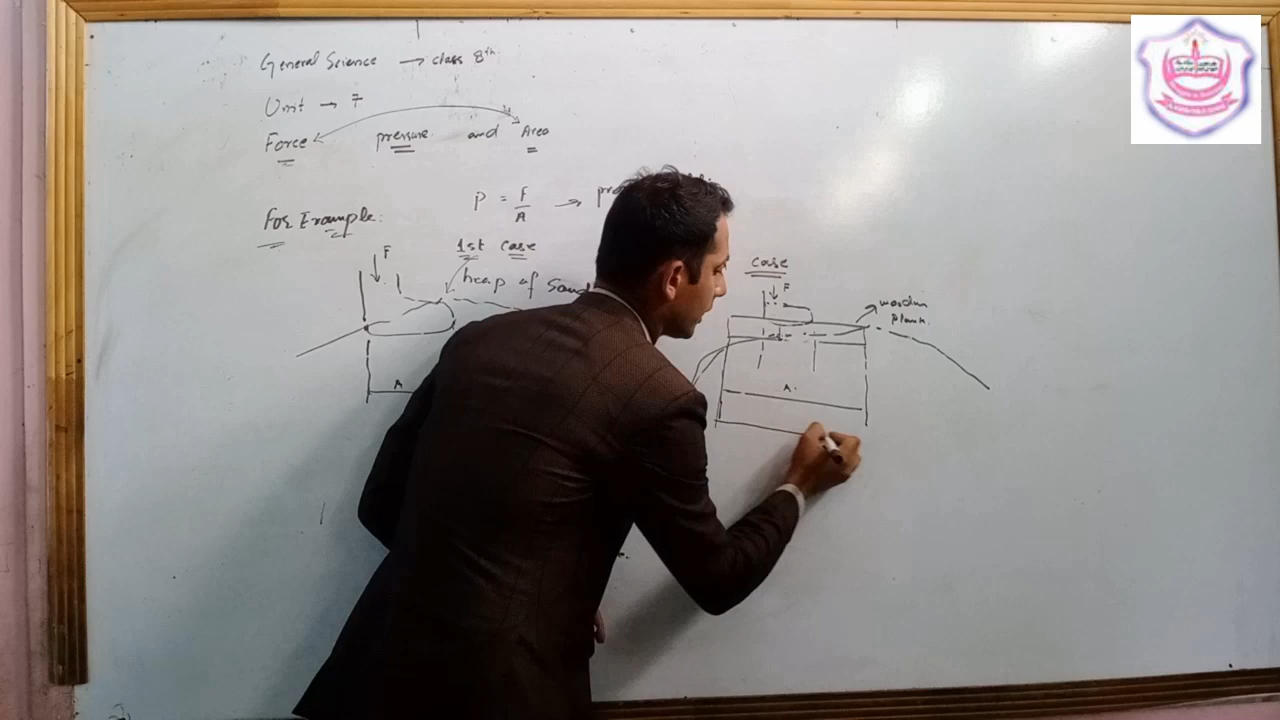 General Science → class 8th
Unit → 7
Force pressure and Area
P = F/A →
For Example:
1st case
F
heap of Sand
A
case
F
wooden
plank.
A.